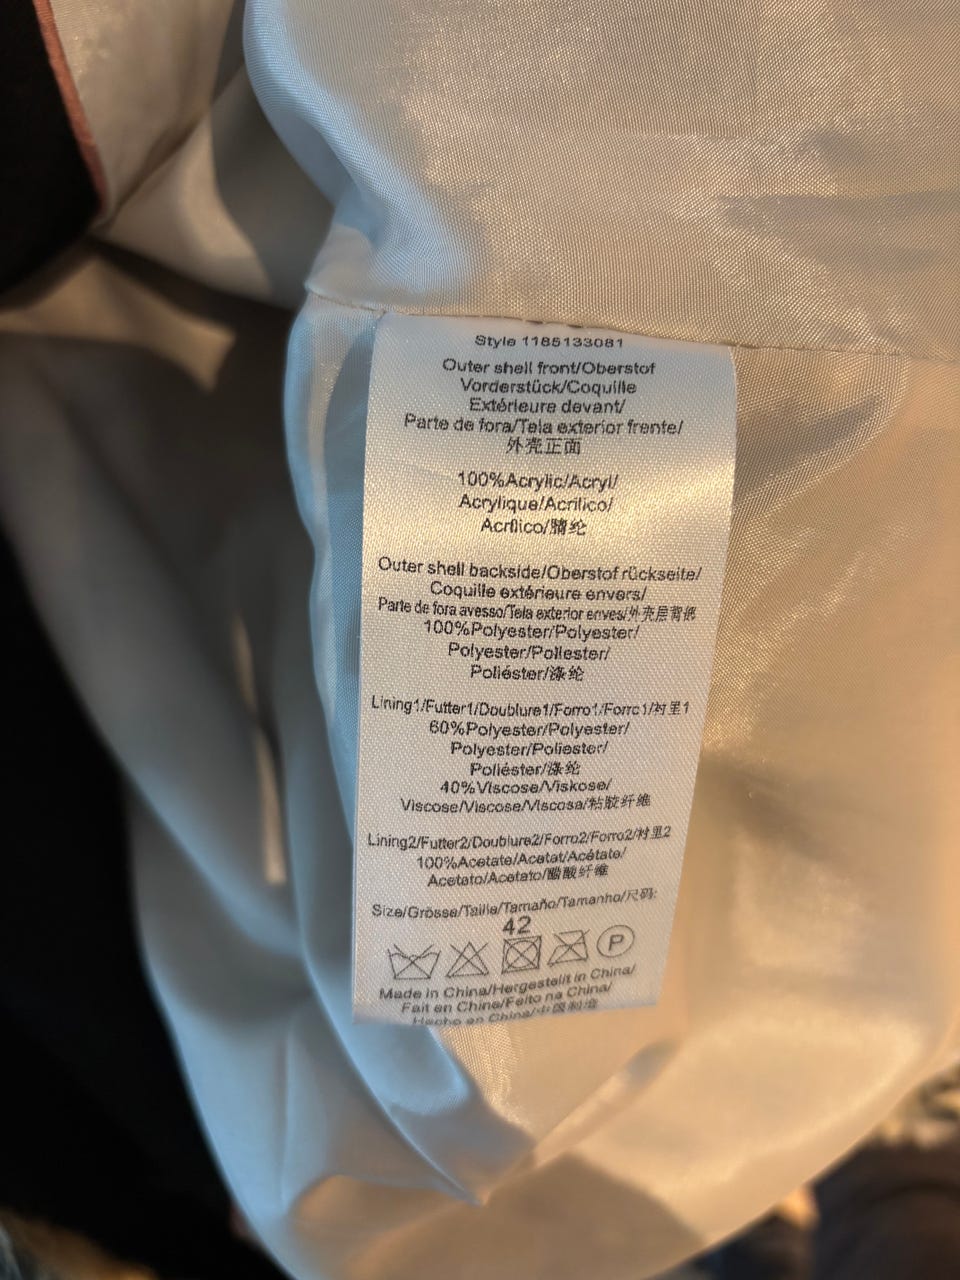 Style 1185133081
Outer shell front/Oberstof
Vorderstück/Coquille
Extérieure devant/
Parte de fora/Tela exterior frente/
外壳正面
100%Acrylic/Acryl/
Acrylique/Acrilico/
Acrílico/腈纶
Outer shell backside/Oberstof rückseite/
Coquille extérieure envers/
Parte de fora avesso/Tela exterior enves/外壳层背纸
100%Polyester/Polyester/
Polyester/Poliester/
Poliéster/涤纶
Lining1/Futter1/Doublure1/Forro1/Forro1/衬里1
60%Polyester/Polyester/
Polyester/Poliester/
Poliéster/涤纶
40%Viscose/Viskose/
Viscose/Viscose/Viscosa/粘胶纤维
Lining2/Futter2/Doublure2/Forro2/Forro2/衬里2
100%Acetate/Acetat/Acétate/
Acetato/Acetato/醋酸纤维
Size/Grösse/Taille/Tamaño/Tamanho/尺码:
42
P
Made in China/Hergestellt in China/
Fait en China/Feito na China/
Hecho en China/中国制造